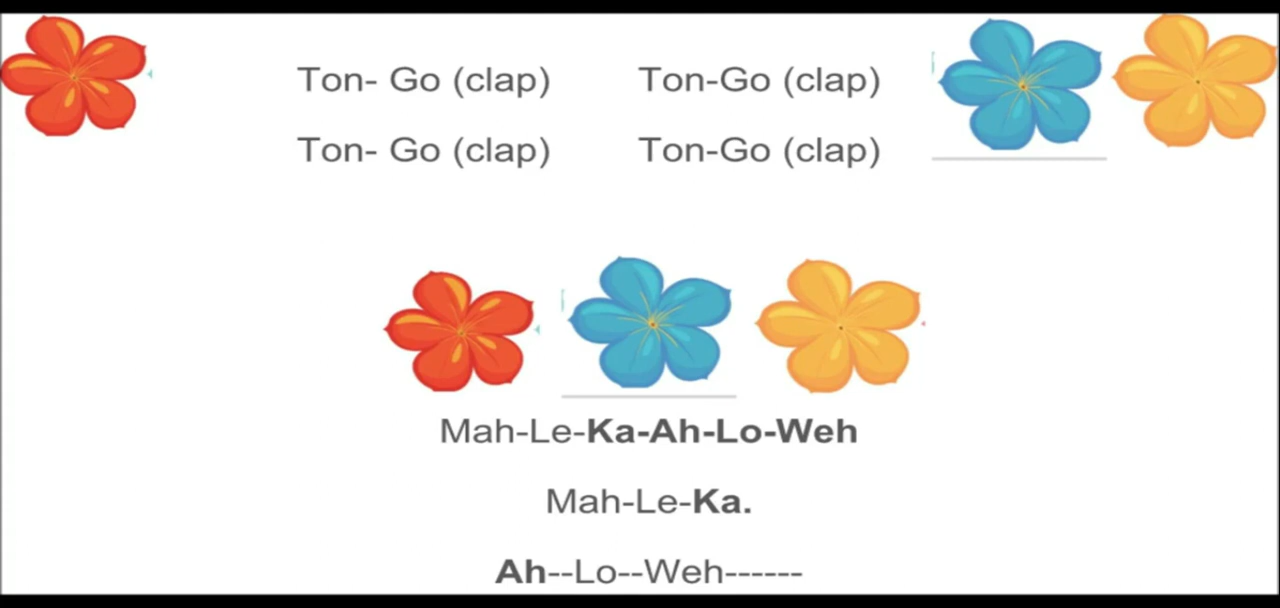 Ton- Go (clap) Ton-Go (clap)
Ton- Go (clap) Ton-Go (clap)
Mah-Le-Ka-Ah-Lo-Weh
Mah-Le-Ka.
Ah--Lo--Weh------